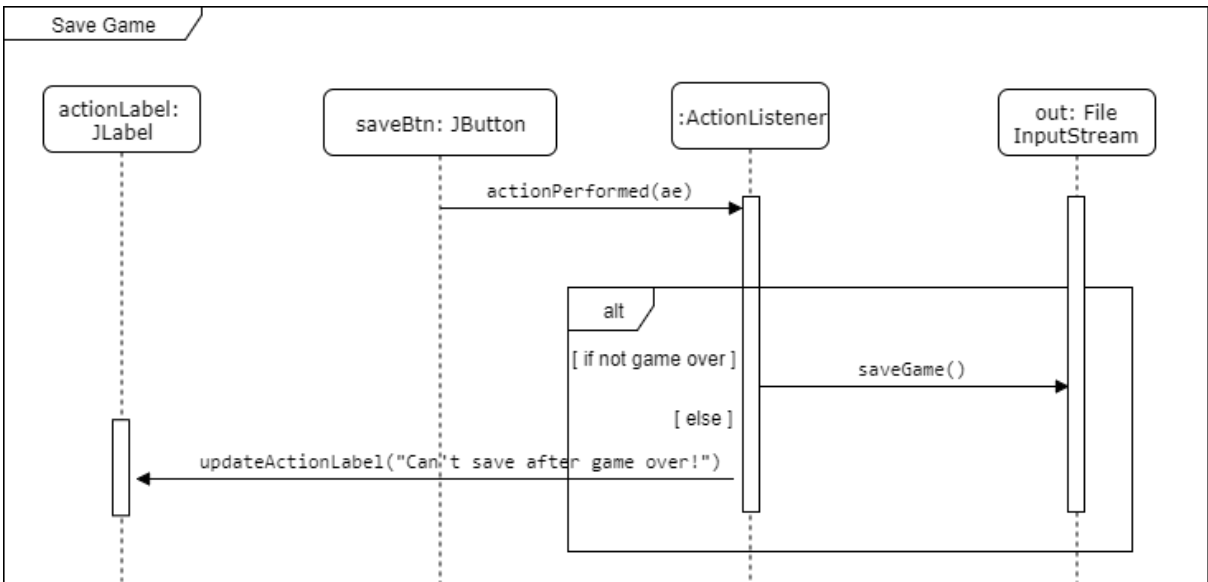 Save Game
actionLabel:
JLabel
saveBtn: JButton
:ActionListener
out: File
InputStream
actionPerformed(ae)
alt
[ if not game over ]
saveGame()
[ else ]
updateActionLabel("Can't save after game over!")